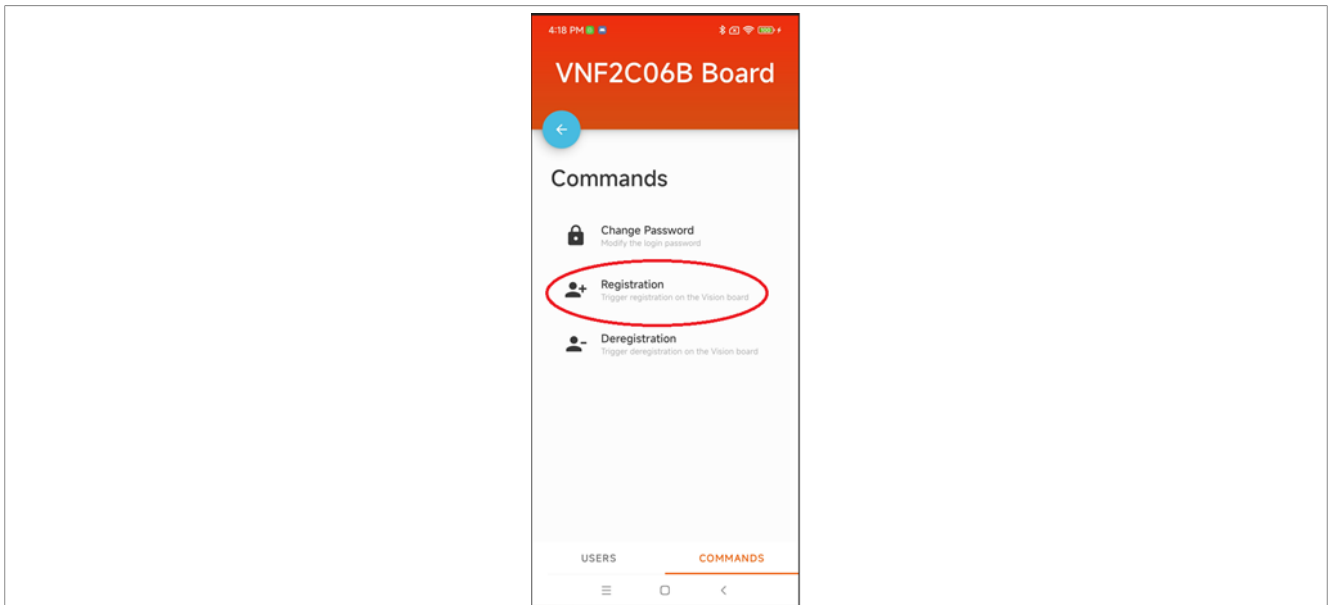 4:18 PM
VNF2C06B Board
Commands
Change Password
Modify the login password
Registration
Trigger registration on the Vision board
Deregistration
Trigger deregistration on the Vision board
USERS COMMANDS